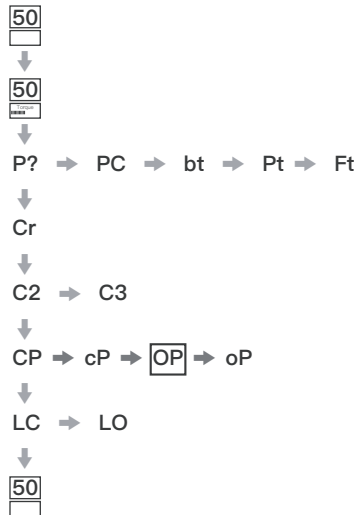 50
50
Torque
P? PC bt Pt Ft
Cr
C2 C3
CP cP OP oP
LC LO
50